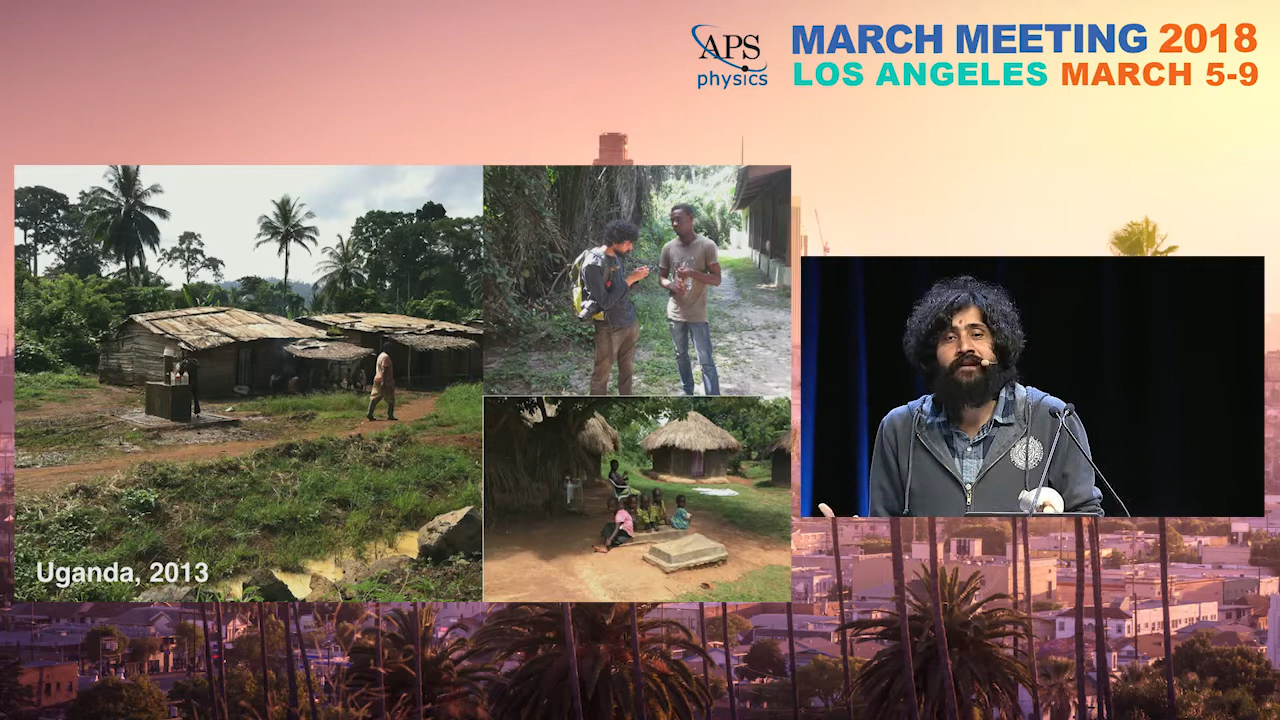 APS
physics
MARCH MEETING 2018
LOS ANGELES MARCH 5-9
Uganda, 2013